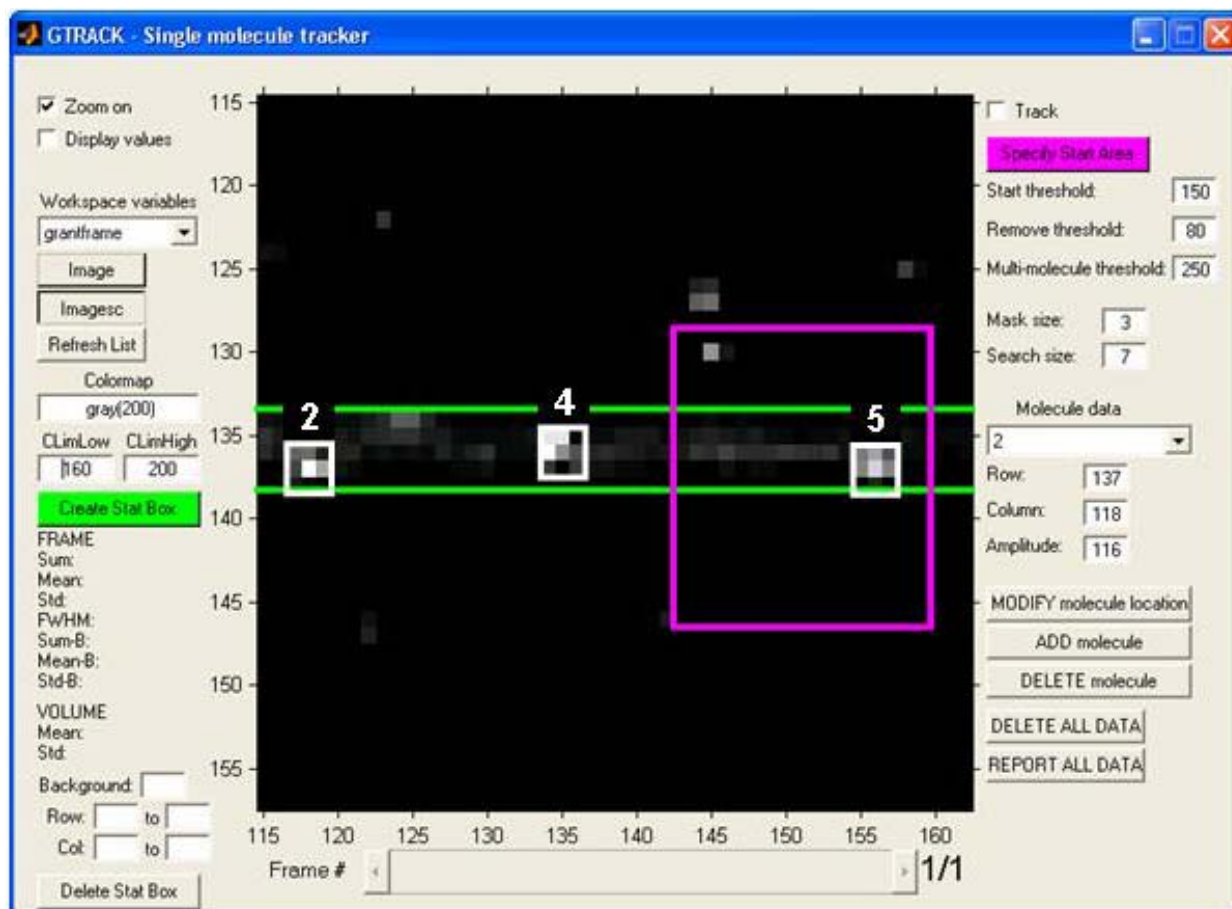 GTRACK - Single molecule tracker
Zoom on
Display values
Workspace variables
grantframe
Image
Imagesc
Refresh List
Colormap
gray(200)
CLimLow CLimHigh
160 200
Create Stat Box
FRAME
Sum:
Mean:
Std:
FWHM:
Sum-B:
Mean-B:
Std-B:
VOLUME
Mean:
Std:
Background:
Row: to
Col: to
Delete Stat Box
115
120
125
130
135
140
145
150
155
2 4 5
115 120 125 130 135 140 145 150 155 160
Frame # 1/1
Track
Specify Start Area
Start threshold: 150
Remove threshold: 80
Multi-molecule threshold: 250
Mask size: 3
Search size: 7
Molecule data
2
Row: 137
Column: 118
Amplitude: 116
MODIFY molecule location
ADD molecule
DELETE molecule
DELETE ALL DATA
REPORT ALL DATA